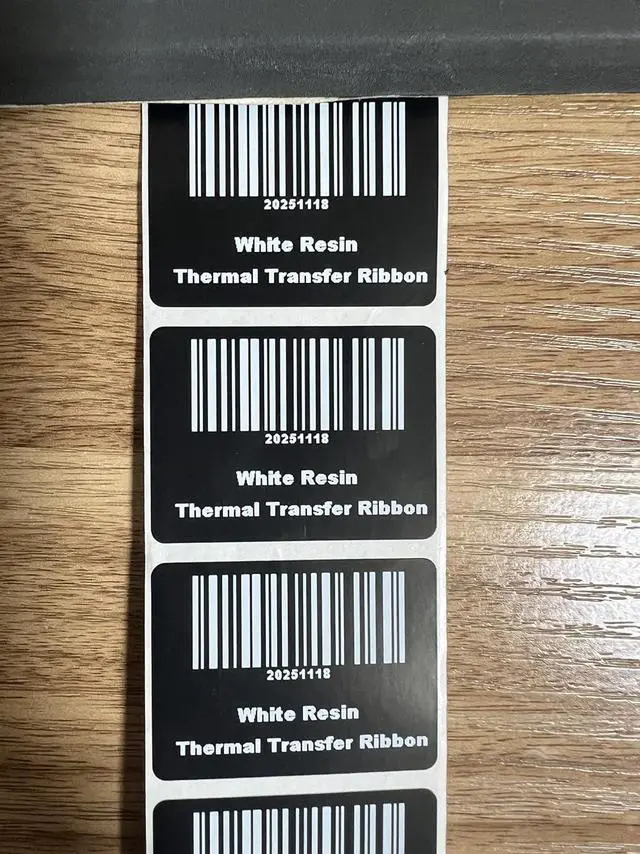 20251118
White Resin
Thermal Transfer Ribbon
20251118
White Resin
Thermal Transfer Ribbon
20251118
White Resin
Thermal Transfer Ribbon